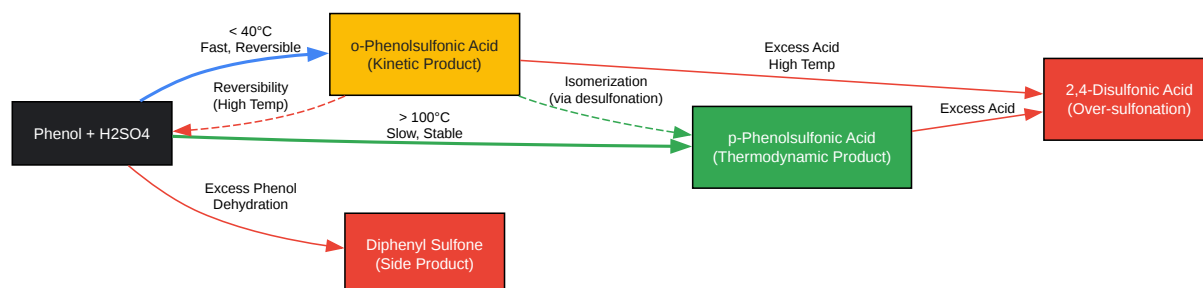 < 40°C
Fast, Reversible
o-Phenolsulfonic Acid
(Kinetic Product)
Excess Acid
High Temp
Reversibility
(High Temp)
Isomerization
(via desulfonation)
2,4-Disulfonic Acid
(Over-sulfonation)
Phenol + H2SO4
> 100°C
Slow, Stable
Excess Acid
p-Phenolsulfonic Acid
(Thermodynamic Product)
Excess Phenol
Dehydration
Diphenyl Sulfone
(Side Product)